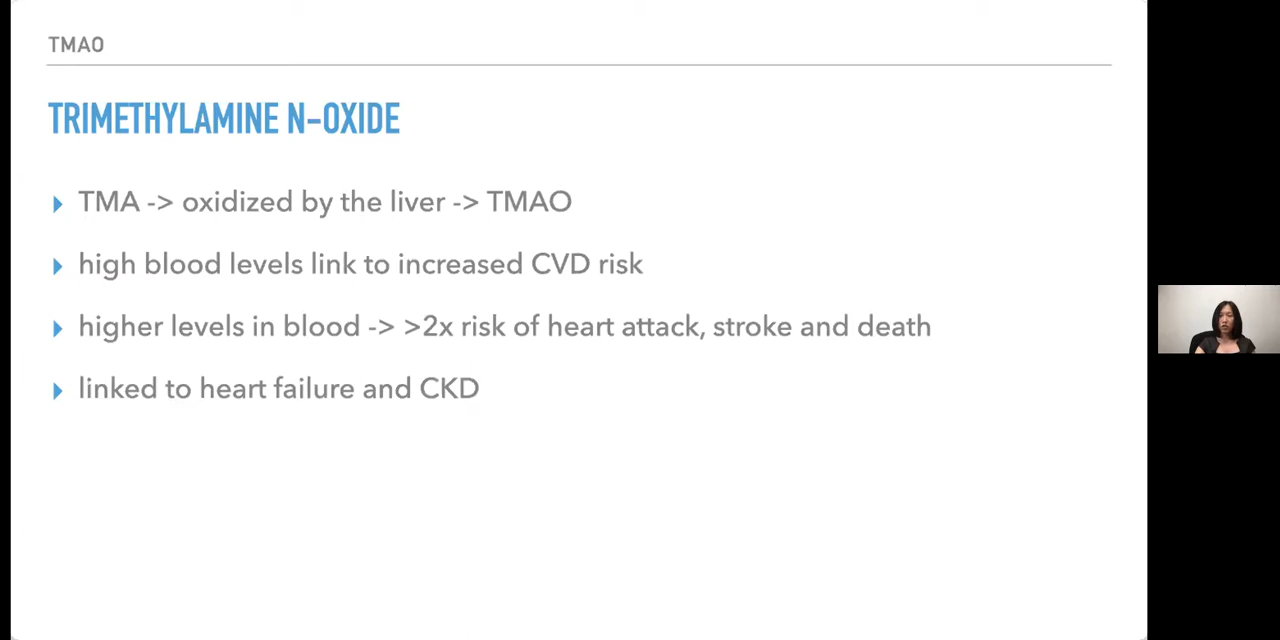 TMAO
TRIMETHYLAMINE N-OXIDE
TMA -> oxidized by the liver -> TMAO
high blood levels link to increased CVD risk
higher levels in blood -> >2x risk of heart attack, stroke and death
linked to heart failure and CKD